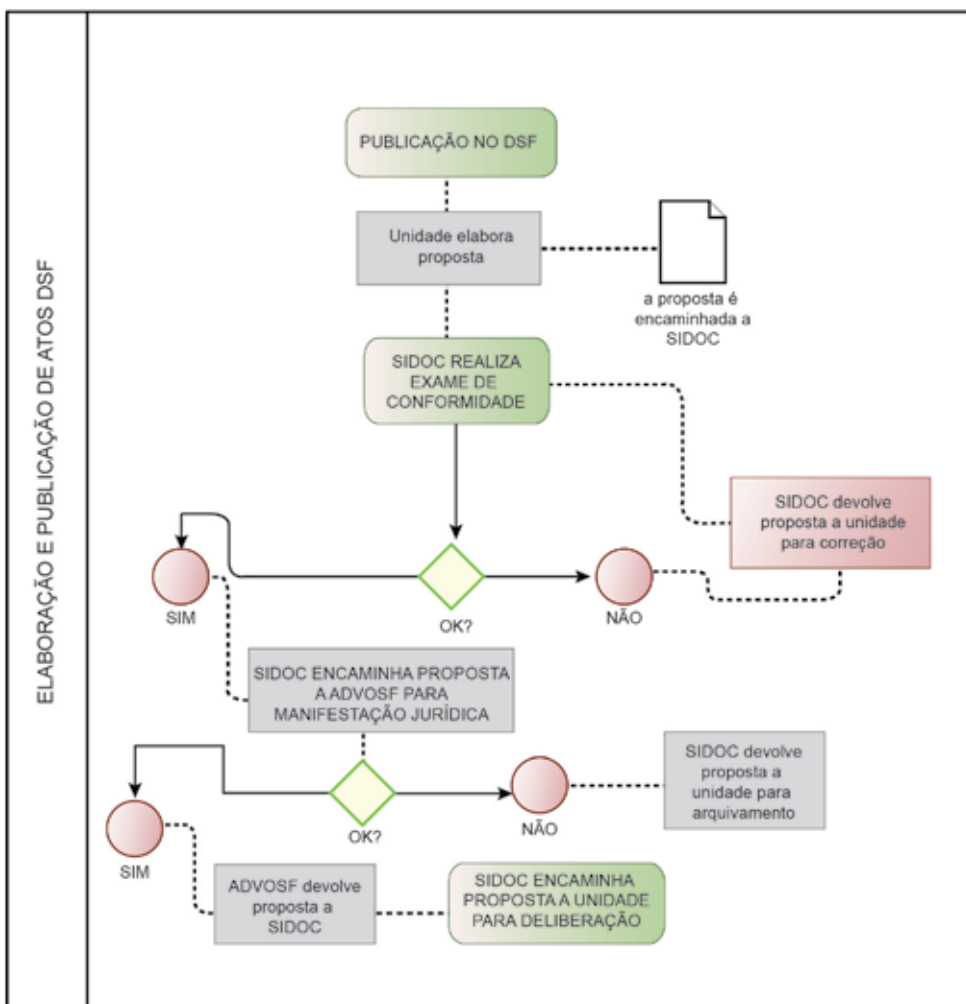 ELABORAÇÃO E PUBLICAÇÃO DE ATOS DSF
PUBLICAÇÃO NO DSF
Unidade elabora
proposta
a proposta é
encaminhada a
SIDOC
SIDOC REALIZA
EXAME DE
CONFORMIDADE
SIDOC devolve
proposta a unidade
para correção
SIM
OK?
NÃO
SIDOC ENCAMINHA PROPOSTA
A ADVOSF PARA
MANIFESTAÇÃO JURÍDICA
SIDOC devolve
proposta a
unidade para
arquivamento
OK?
NÃO
SIM
ADVOSF devolve
proposta a
SIDOC
SIDOC ENCAMINHA
PROPOSTA A UNIDADE
PARA DELIBERAÇÃO